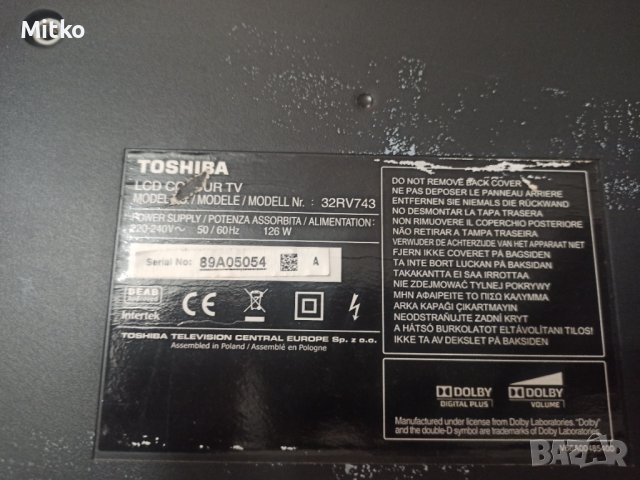 Mitko
TOSHIBA
LCD COLOUR TV
MODEL No./MODELE / MODELL Nr. : 32RV743
POWER SUPPLY / POTENZA ASSORBITA / ALIMENTATION:
220-240V~ 50 / 60Hz 126 W
Serial No: 89A05054 A
BEAB
Intertek
CE
TOSHIBA TELEVISION CENTRAL EUROPE Sp. z o.o.
Assembled in Poland / Assemblé en Pologne
DO NOT REMOVE BACK COVER
NE PAS DEPOSER LE PANNEAU ARRIERE
ENTFERNEN SIE NIEMALS DIE RÜCKWAND
NO DESMONTAR LA TAPA TRASERA
NON RIMUOVERE IL COPERCHIO POSTERIORE
NÃO RETIRAR A TAMPA TRASEIRA
VERWIJDER DE ACHTERZIJDE VAN HET APPARAAT NIET
FJERN IKKE BAGSIDEN
TA INTE BORT LUCKAN PÅ BAKSIDAN
TAKAKANTTA EI SAA IRROTTAA
NIE ZDEJMOWAĆ TYLNEJ POKRYWY
ΜΗΝ ΑΦΑΙΡΕΙΤΕ ΤΟ ΠΙΣΩ ΚΑΛΥΜΜΑ
ARKA KAPAĞI ÇIKARTMAYIN
NEODSTRAŇUJTE ZADNÍ KRYT
A HÁTSÓ BURKOLATOT ELTÁVOLÍTANI TILOS!
IKKE TA AV DEKSLET PÅ BAKSIDEN
DOLBY
DIGITAL PLUS
DOLBY
VOLUME
Manufactured under license from Dolby Laboratories. "Dolby"
and the double-D symbol are trademarks of Dolby Laboratories.
BAZAR